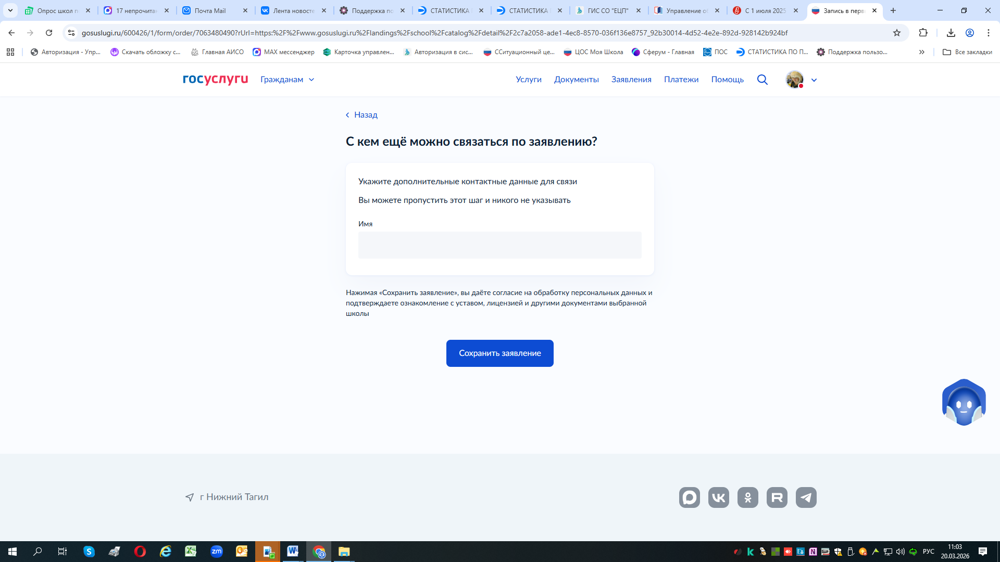 Опрос школ п
17 непрочитан
Почта Mail
Лента новосте
Поддержка по
СТАТИСТИКА
СТАТИСТИКА
ГИС СО "ЕЦП"
Управление об
С 1 июля 2025
Запись в перв
gosuslugi.ru/600426/1/form/order/7063480490?rUrl=https:%2F%2Fwww.gosuslugi.ru%2Flandings%2Fschool%2Fcatalog%2Fdetail%2F2c7a2058-ade1-4ec8-8570-036f136e8757_92b30014-4d52-4e2e-892d-928142b924bf
Авторизация - Упр...
Скачать обложку с...
Главная АИСО
MAX мессенджер
Карточка управлен...
Авторизация в сис...
ССитуационный це...
ЦОС Моя Школа
Сферум - Главная
ПОС
СТАТИСТИКА ПО П...
Поддержка пользо...
Все закладки
госуслуги
Гражданам
Услуги
Документы
Заявления
Платежи
Помощь
Назад
С кем ещё можно связаться по заявлению?
Укажите дополнительные контактные данные для связи
Вы можете пропустить этот шаг и никого не указывать
Имя
Нажимая «Сохранить заявление», вы даёте согласие на обработку персональных данных и
подтверждаете ознакомление с уставом, лицензией и другими документами выбранной
школы
Сохранить заявление
г Нижний Тагил
РУС
11:03
20.03.2026